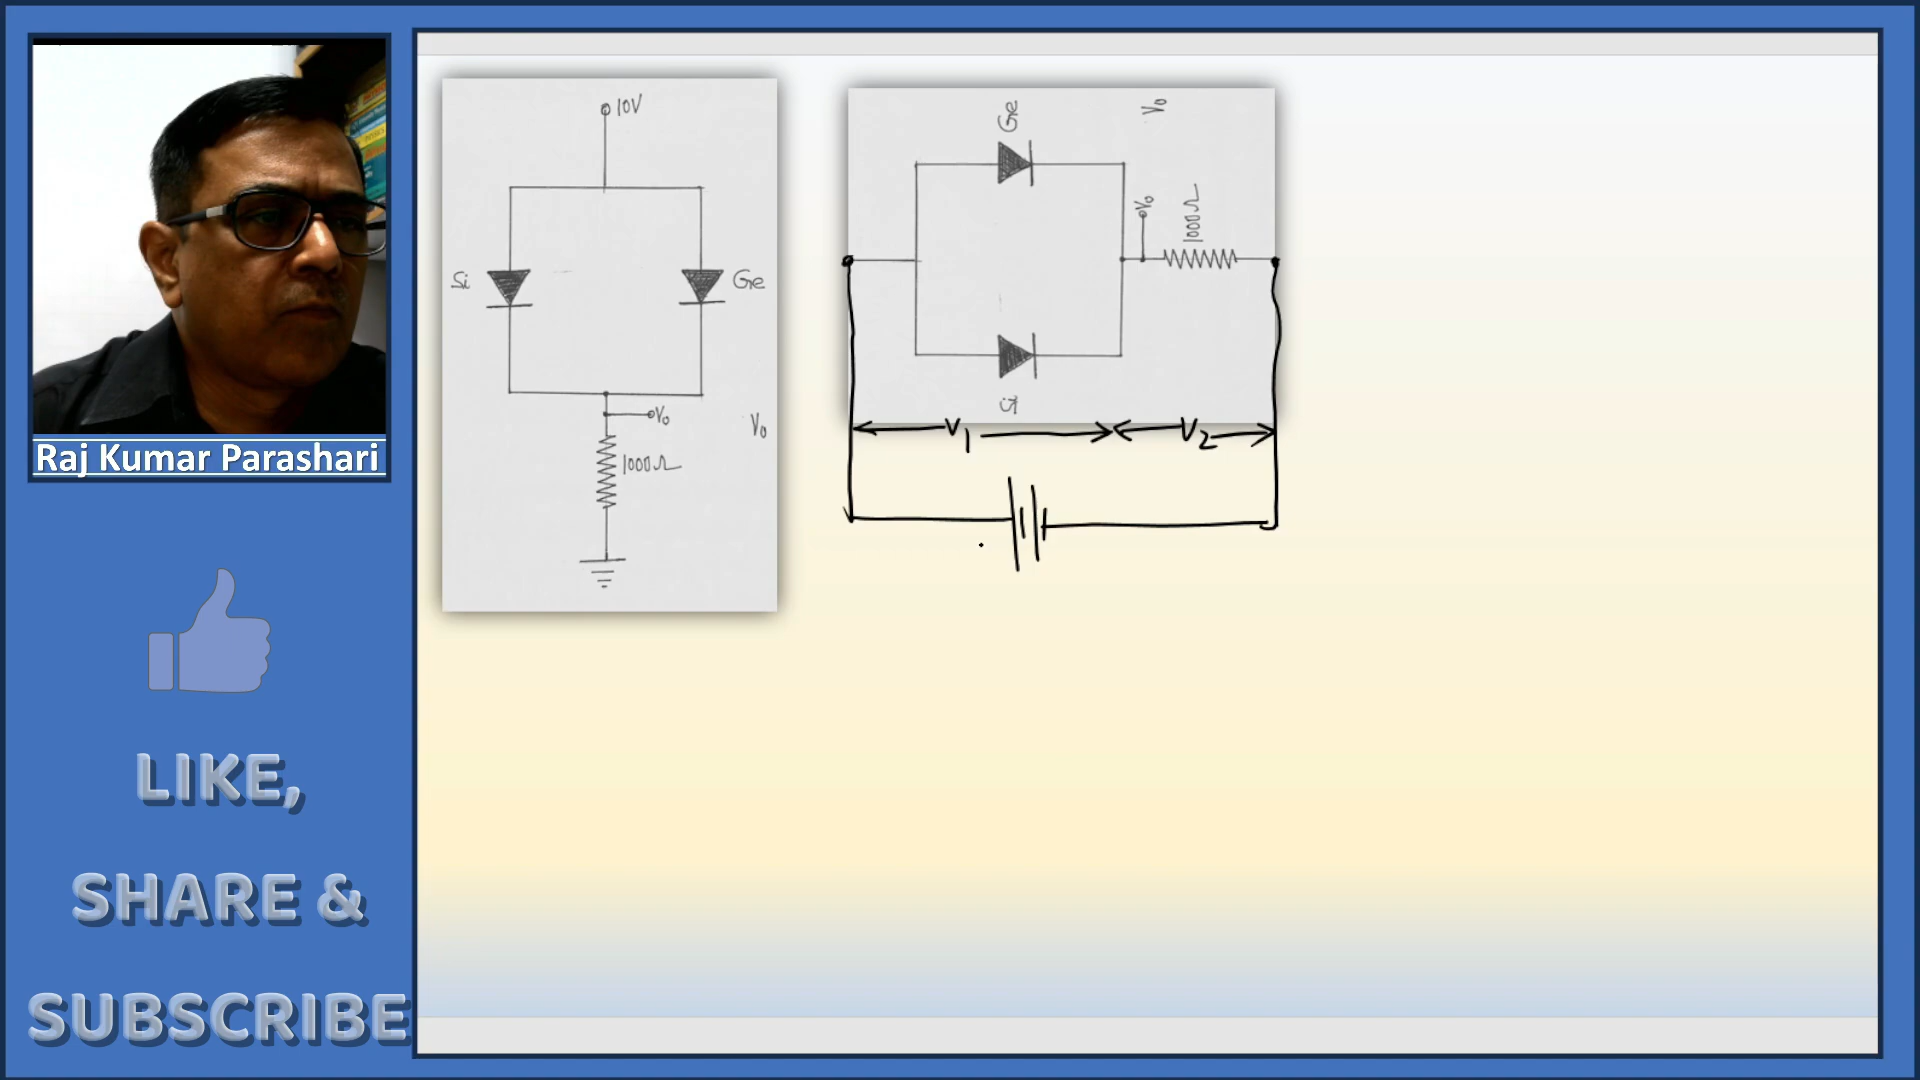 Raj Kumar Parashari
LIKE,
SHARE &
SUBSCRIBE
10V
Si
Ge
V₀
V₀
1000Ω
Ge
V₀
V₀
1000Ω
Si
V₁
V₂